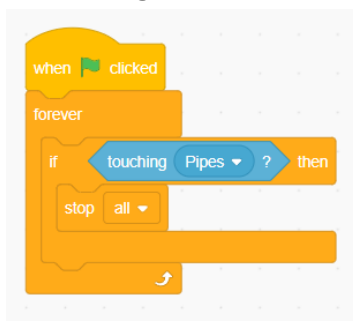 when clicked
forever
if touching Pipes ? then
stop all